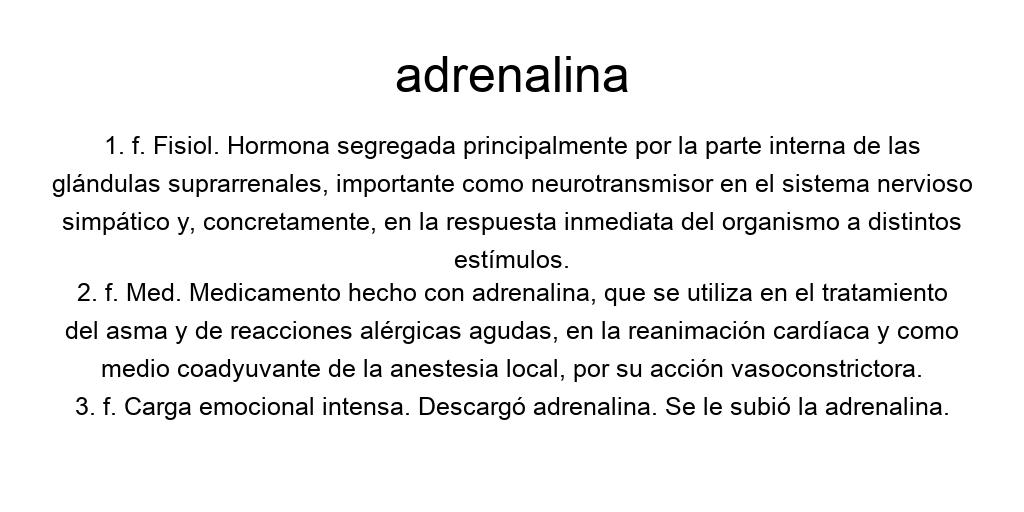 adrenalina
1. f. Fisiol. Hormona segregada principalmente por la parte interna de las
glándulas suprarrenales, importante como neurotransmisor en el sistema nervioso
simpático y, concretamente, en la respuesta inmediata del organismo a distintos
estímulos.
2. f. Med. Medicamento hecho con adrenalina, que se utiliza en el tratamiento
del asma y de reacciones alérgicas agudas, en la reanimación cardíaca y como
medio coadyuvante de la anestesia local, por su acción vasoconstrictora.
3. f. Carga emocional intensa. Descargó adrenalina. Se le subió la adrenalina.